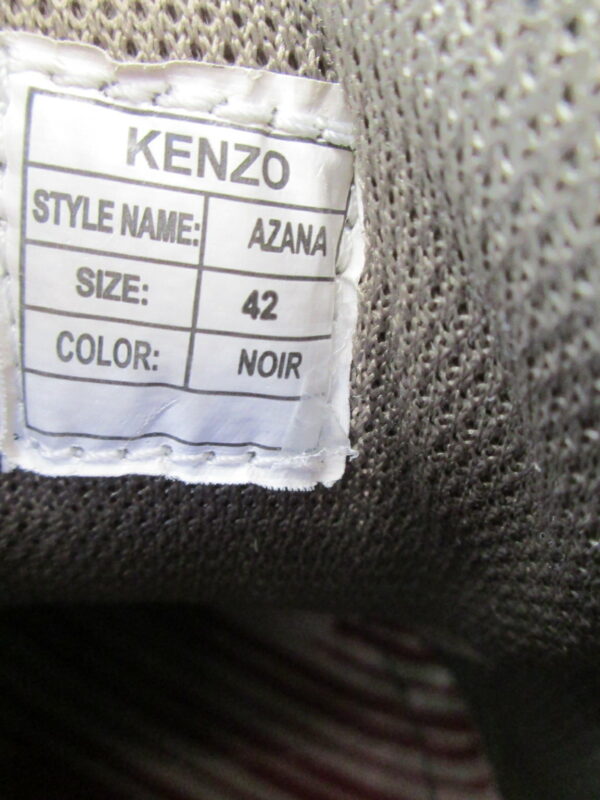 KENZO
STYLE NAME: AZANA
SIZE: 42
COLOR: NOIR